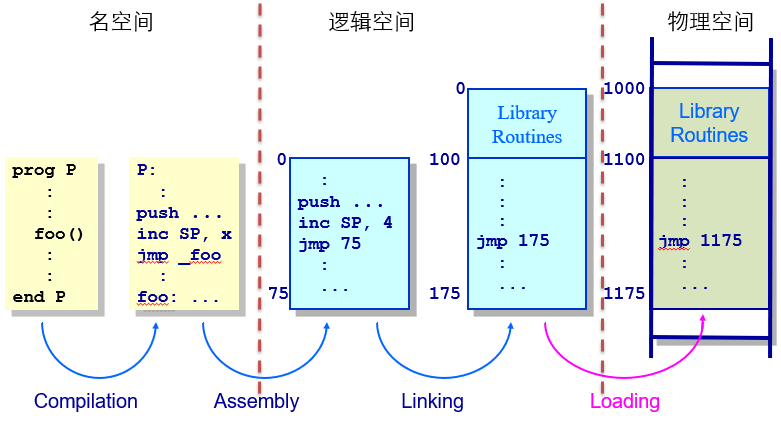 名空间
逻辑空间
物理空间
prog P
:
:
foo()
:
:
end P
P:
:
push ...
inc SP, x
jmp _foo
:
foo: ...
0
75
:
push ...
inc SP, 4
jmp 75
:
...
0
100
175
Library
Routines
:
:
:
jmp 175
:
...
1000
1100
1175
Library
Routines
:
:
:
jmp 1175
:
...
Compilation
Assembly
Linking
Loading